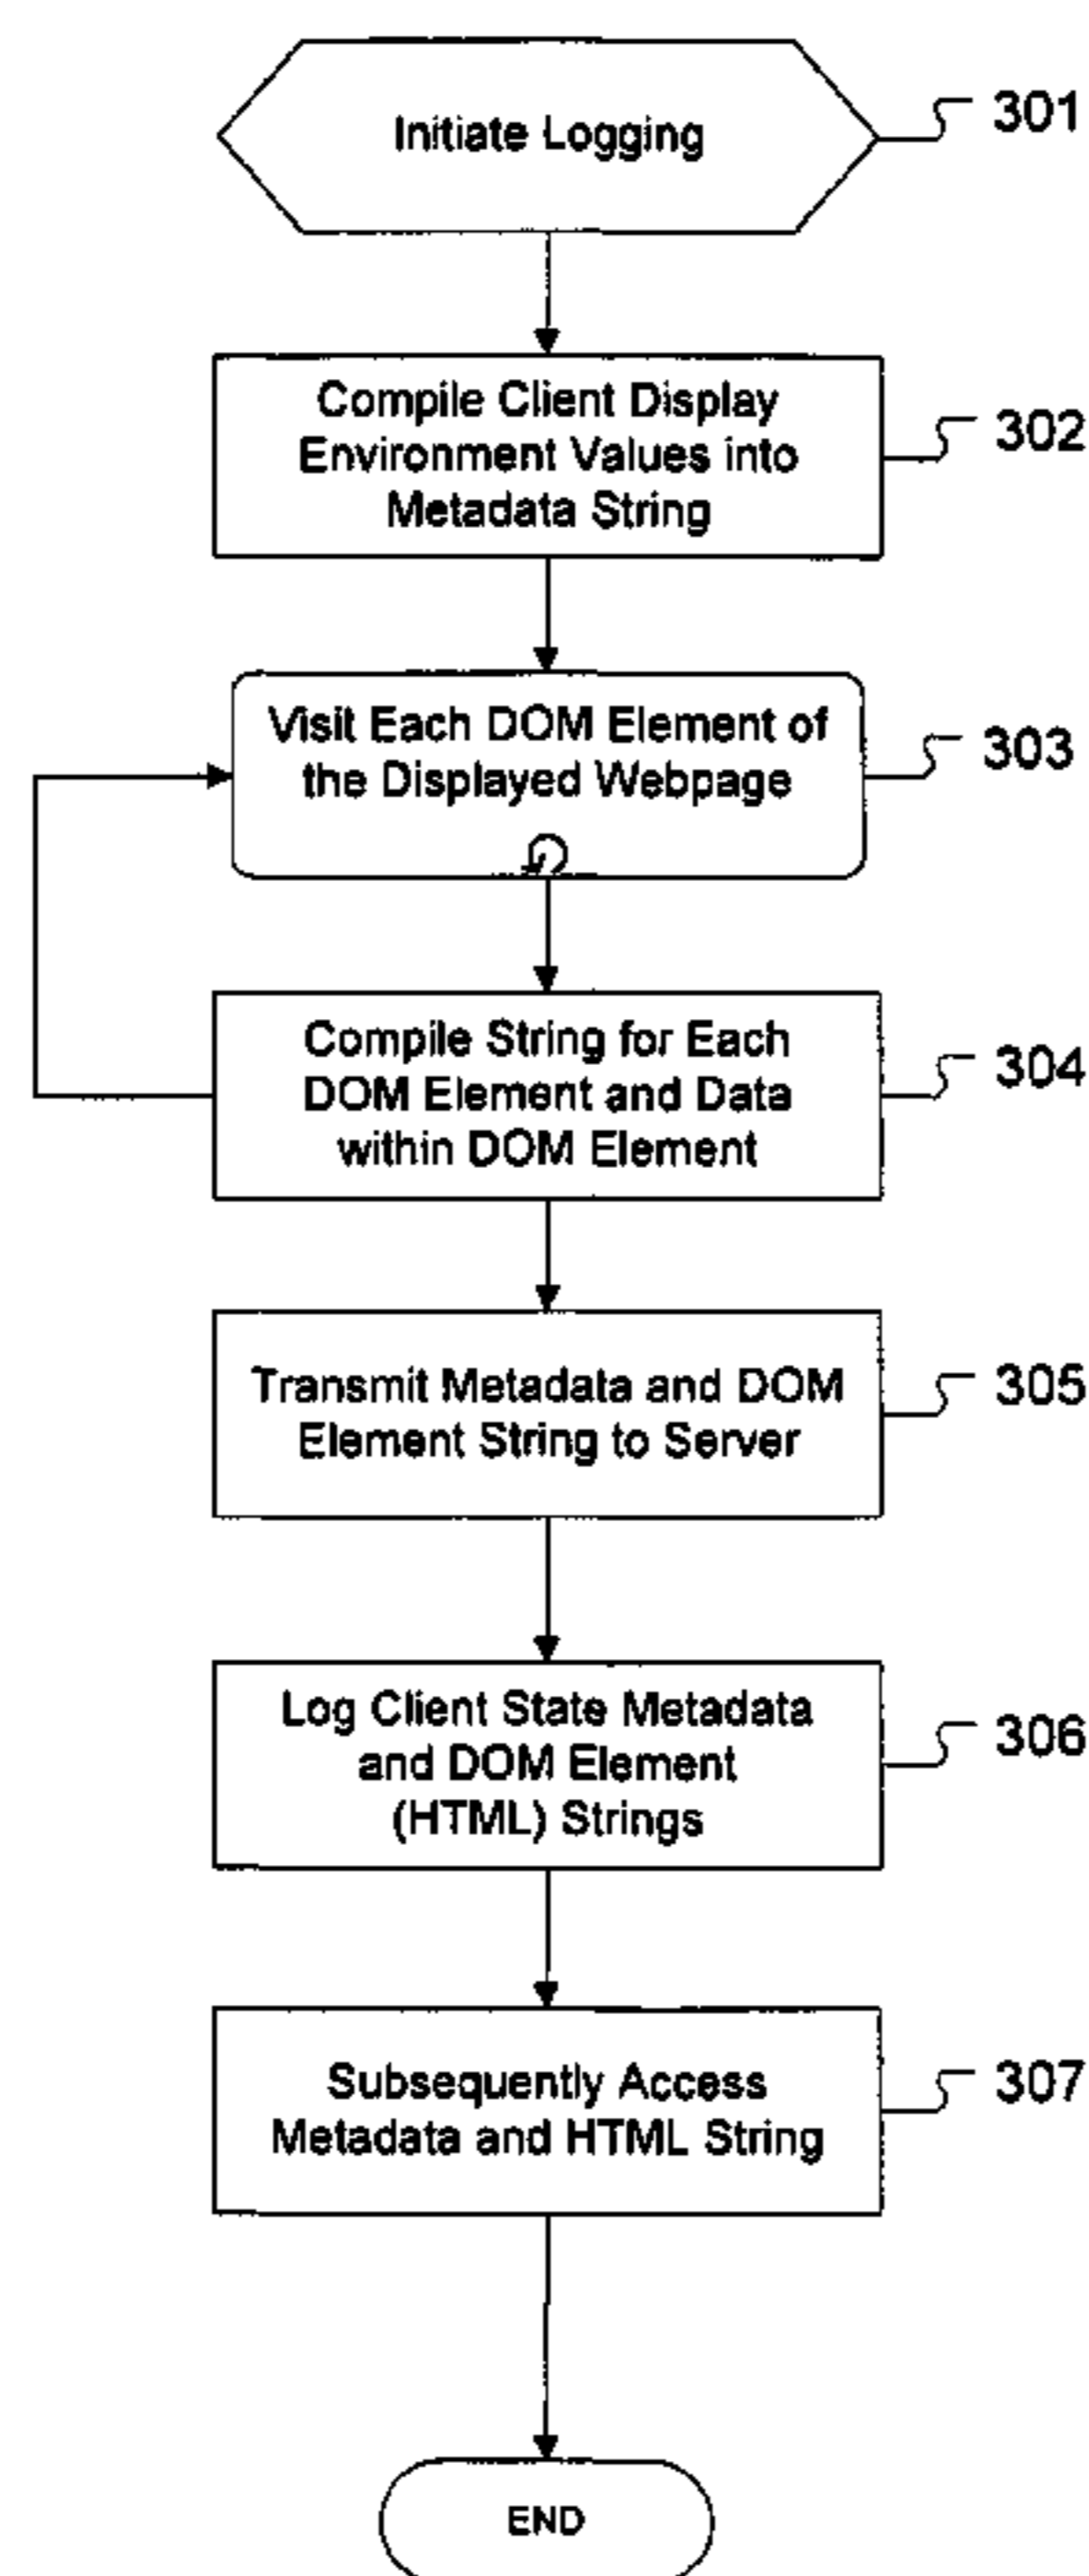 Initiate Logging
301
Compile Client Display
Environment Values into
Metadata String
302
Visit Each DOM Element of
the Displayed Webpage
303
Compile String for Each
DOM Element and Data
within DOM Element
304
Transmit Metadata and DOM
Element String to Server
305
Log Client State Metadata
and DOM Element
(HTML) Strings
306
Subsequently Access
Metadata and HTML String
307
END